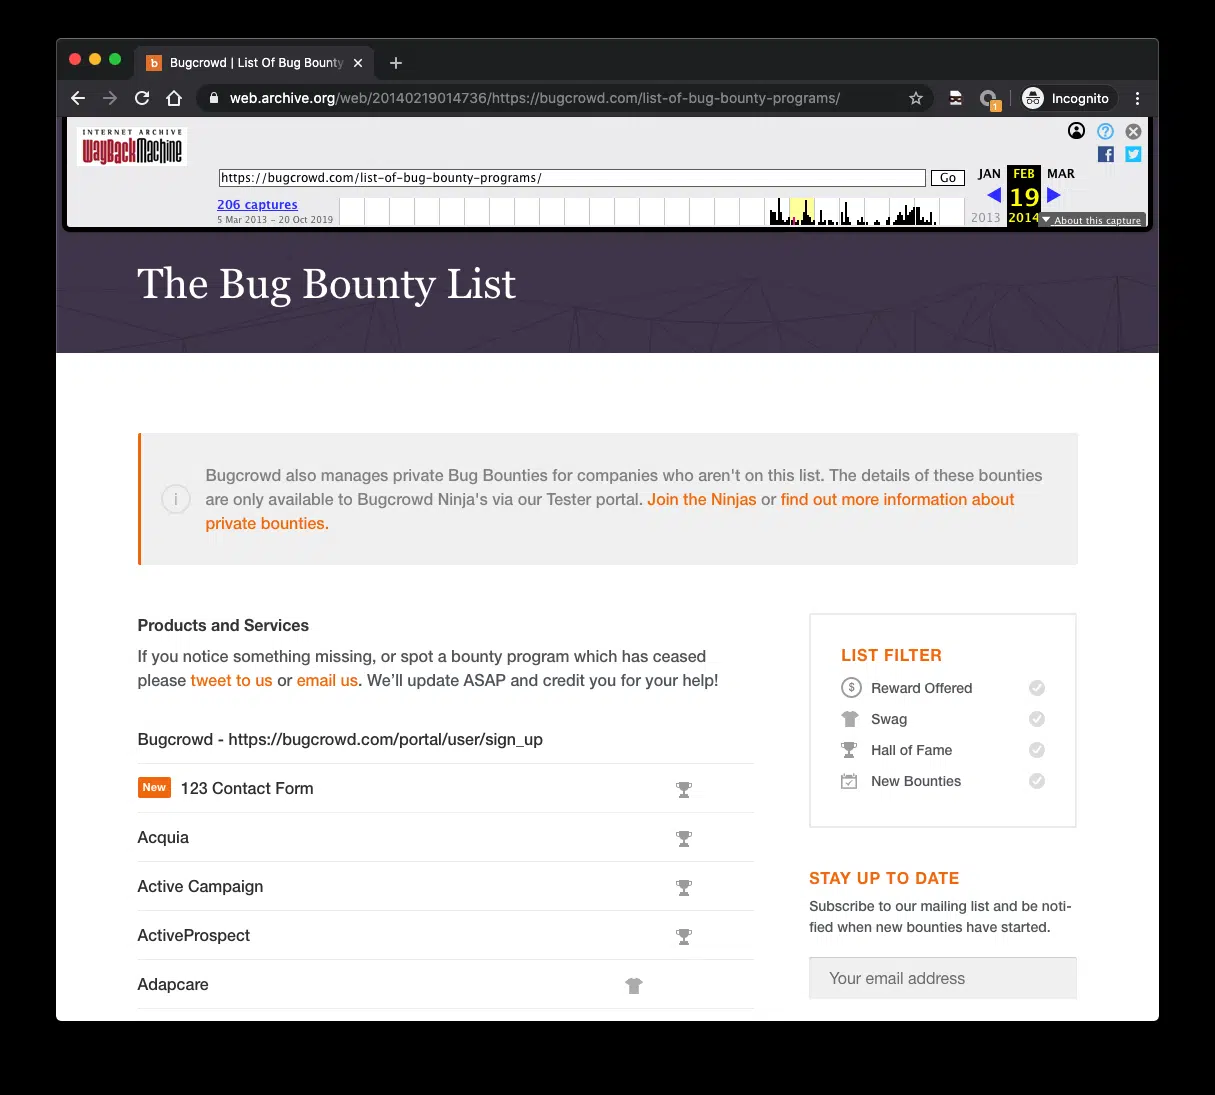 Bugcrowd | List Of Bug Bounty
web.archive.org/web/20140219014736/https://bugcrowd.com/list-of-bug-bounty-programs/
1
Incognito
INTERNET ARCHIVE
WayBackMachine
https://bugcrowd.com/list-of-bug-bounty-programs/
Go
JAN FEB MAR
206 captures
19
5 Mar 2013 – 20 Oct 2019
2013 2014
About this capture
The Bug Bounty List
Bugcrowd also manages private Bug Bounties for companies who aren't on this list. The details of these bounties
are only available to Bugcrowd Ninja's via our Tester portal. Join the Ninjas or find out more information about
private bounties.
Products and Services
If you notice something missing, or spot a bounty program which has ceased
please tweet to us or email us. We’ll update ASAP and credit you for your help!
Bugcrowd - https://bugcrowd.com/portal/user/sign_up
New 123 Contact Form
Acquia
Active Campaign
ActiveProspect
Adapcare
LIST FILTER
Reward Offered
Swag
Hall of Fame
New Bounties
STAY UP TO DATE
Subscribe to our mailing list and be noti-
fied when new bounties have started.
Your email address